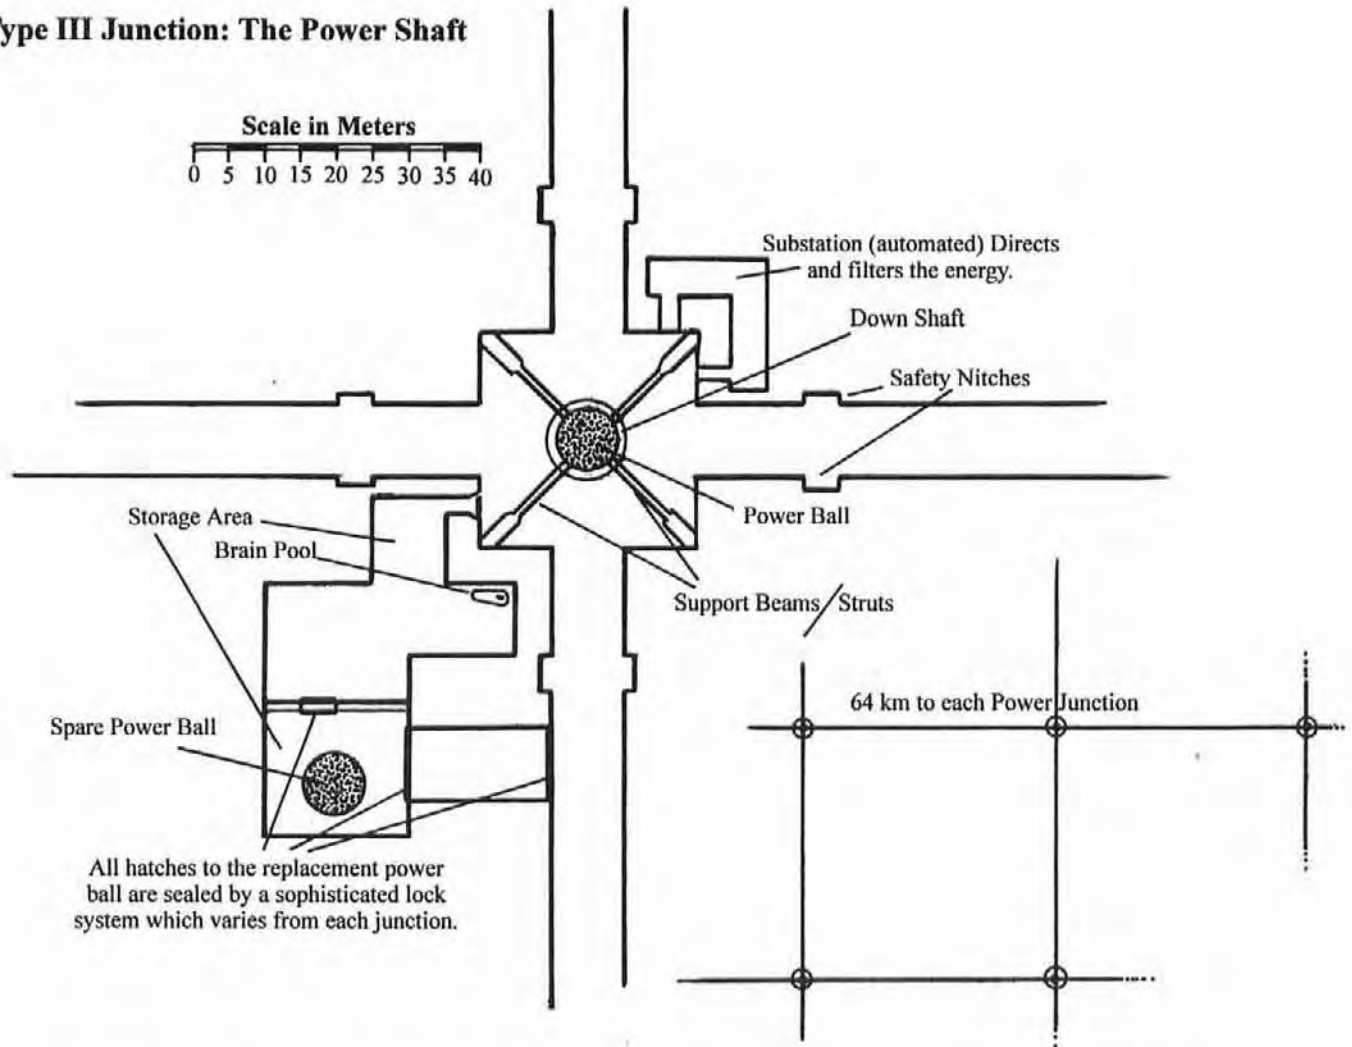 ype III Junction: The Power Shaft
Scale in Meters
0 5 10 15 20 25 30 35 40
Substation (automated) Directs
and filters the energy.
Down Shaft
Safety Nitches
Storage Area
Power Ball
Brain Pool
Support Beams/Struts
64 km to each Power Junction
Spare Power Ball
All hatches to the replacement power
ball are sealed by a sophisticated lock
system which varies from each junction.